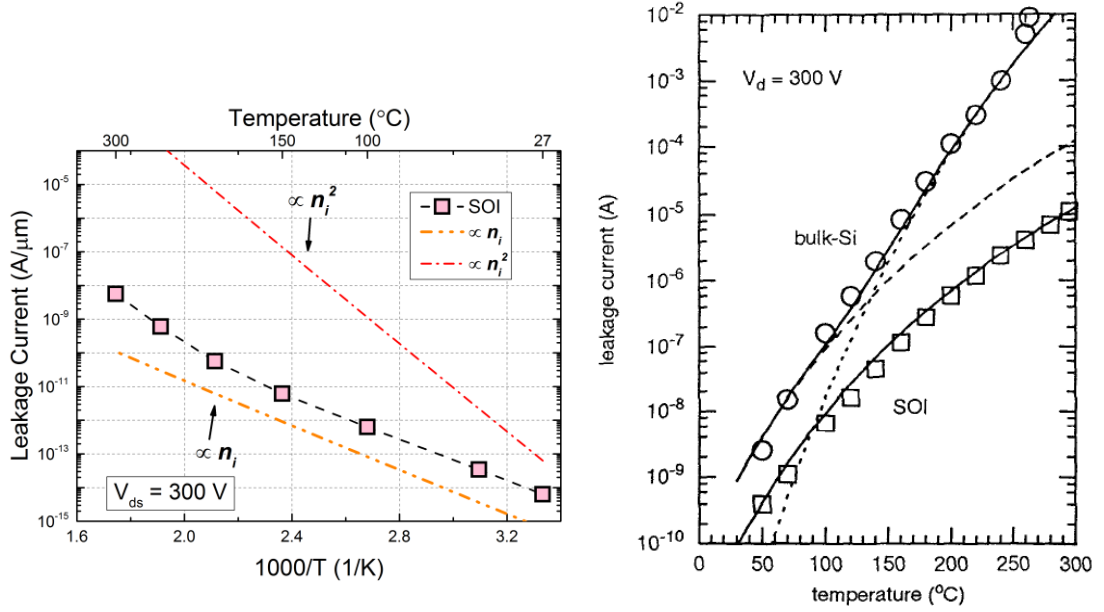 Temperature (°C)
300 150 100 27
10^-5
10^-7
10^-9
10^-11
10^-13
10^-15
Leakage Current (A/μm)
∝ n_i^2
SOI
∝ n_i
∝ n_i^2
∝ n_i
V_ds = 300 V
1.6 2.0 2.4 2.8 3.2
1000/T (1/K)
10^-2
10^-3
10^-4
10^-5
10^-6
10^-7
10^-8
10^-9
10^-10
leakage current (A)
V_d = 300 V
bulk-Si
SOI
0 50 100 150 200 250 300
temperature (°C)